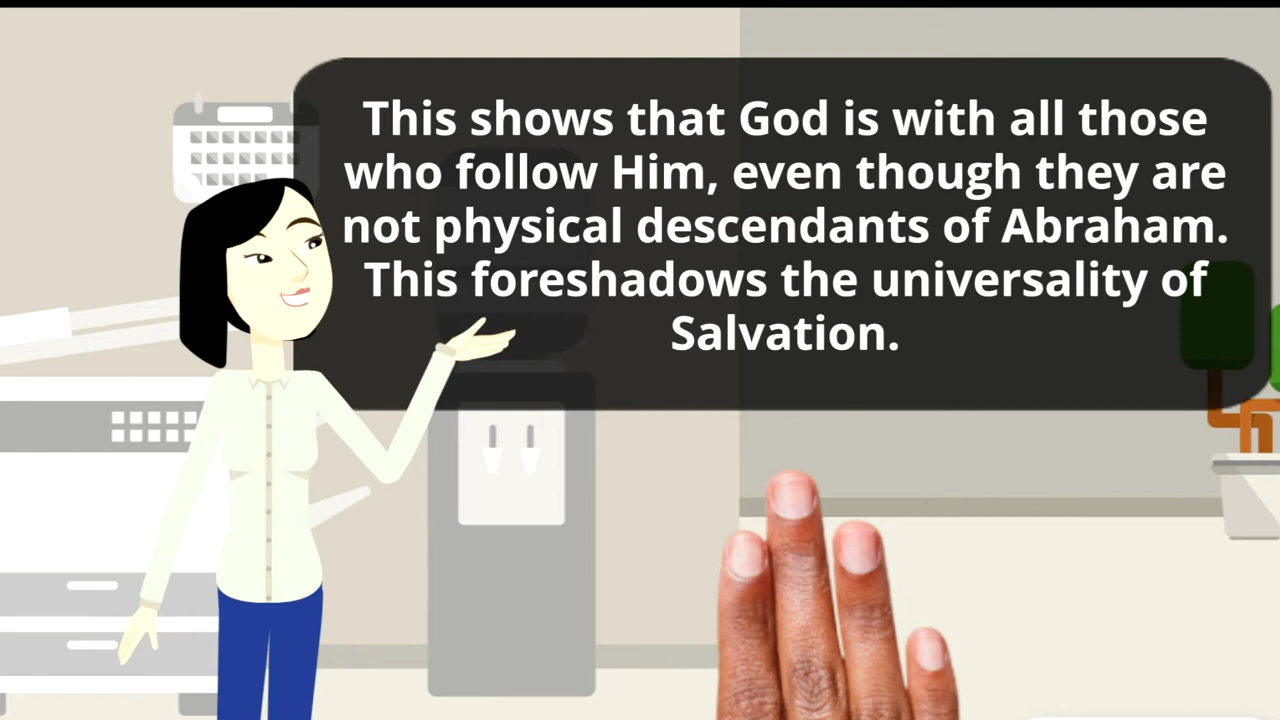 This shows that God is with all those
who follow Him, even though they are
not physical descendants of Abraham.
This foreshadows the universality of
Salvation.